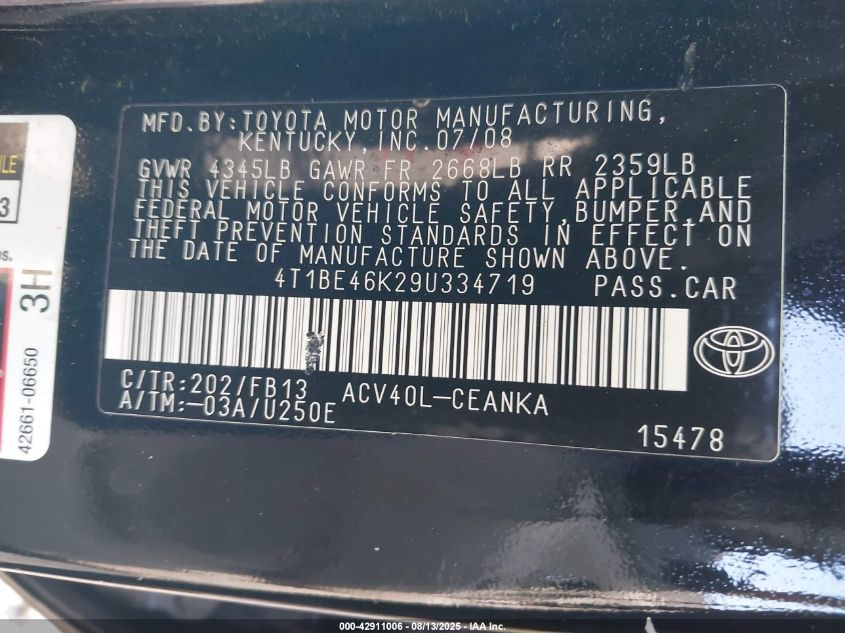 MFD.BY:TOYOTA MOTOR MANUFACTURING,
KENTUCKY,INC.07/08
GVWR 4345LB GAWR FR 2668LB RR 2359LB
THIS VEHICLE CONFORMS TO ALL APPLICABLE
FEDERAL MOTOR VEHICLE SAFETY,BUMPER,AND
THEFT PREVENTION STANDARDS IN EFFECT ON
THE DATE OF MANUFACTURE SHOWN ABOVE.
4T1BE46K29U334719 PASS.CAR
C/TR:202/FB13 ACV40L-CEANKA
A/TM:-03A/U250E
15478
ULE
3
os.
3H
42661-06650
000-42911006 - 08/13/2025 - IAA Inc.